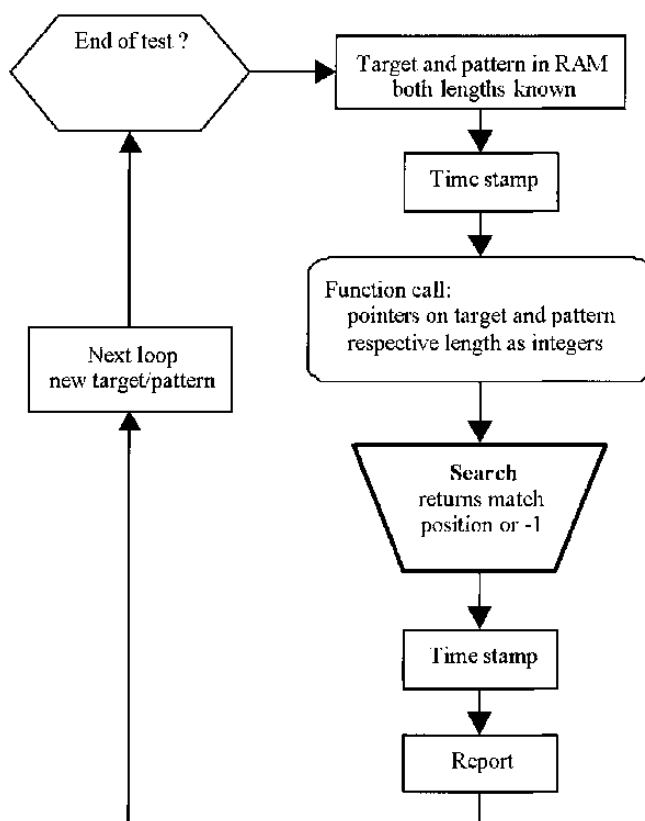 End of test ?
Target and pattern in RAM
both lengths known
Time stamp
Function call:
pointers on target and pattern
respective length as integers
Next loop
new target/pattern
Search
returns match
position or -1
Time stamp
Report